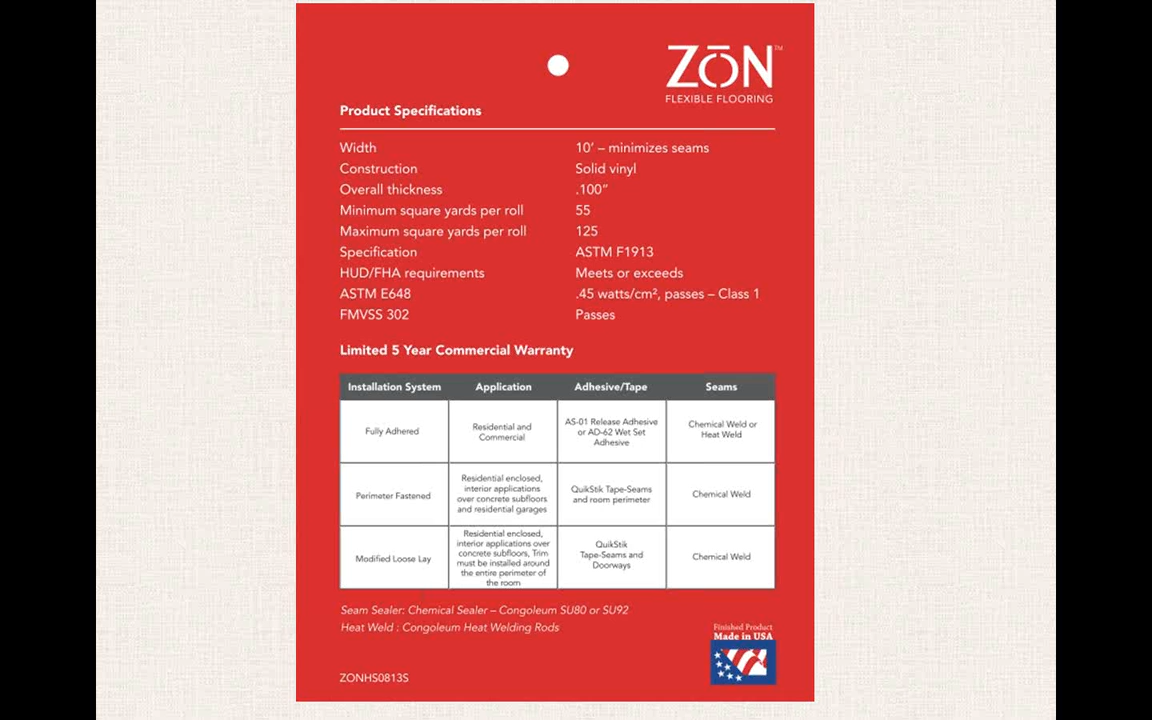 ZŌN™
FLEXIBLE FLOORING
Product Specifications
Width 10’ – minimizes seams
Construction Solid vinyl
Overall thickness .100”
Minimum square yards per roll 55
Maximum square yards per roll 125
Specification ASTM F1913
HUD/FHA requirements Meets or exceeds
ASTM E648 .45 watts/cm², passes – Class 1
FMVSS 302 Passes
Limited 5 Year Commercial Warranty
Installation System Application Adhesive/Tape Seams
Fully Adhered
Residential and
Commercial
AS-01 Release Adhesive
or AD-62 Wet Set
Adhesive
Chemical Weld or
Heat Weld
Perimeter Fastened
Residential enclosed,
interior applications
over concrete subfloors
and residential garages
QuikStik Tape-Seams
and room perimeter
Chemical Weld
Modified Loose Lay
Residential enclosed,
interior applications over
concrete subfloors, Trim
must be installed around
the entire perimeter of
the room
QuikStik
Tape-Seams and
Doorways
Chemical Weld
Seam Sealer: Chemical Sealer – Congoleum SU80 or SU92
Heat Weld : Congoleum Heat Welding Rods
Finished Product
Made in USA
ZONHS0813S